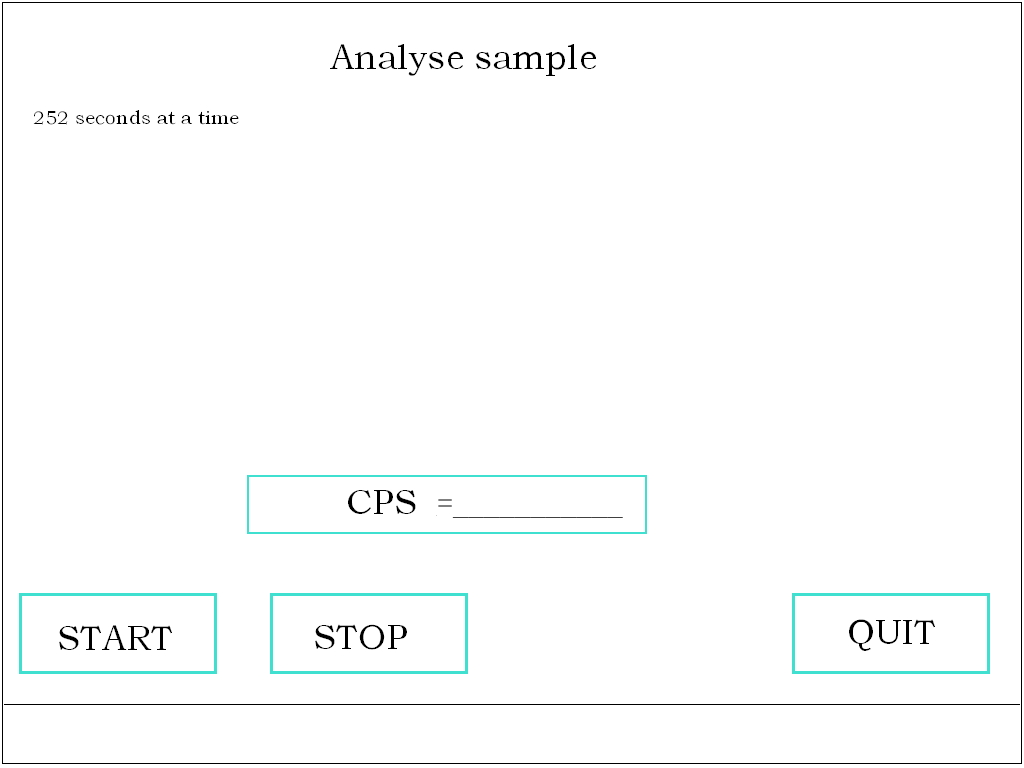 Analyse sample
252 seconds at a time
CPS =___________
START STOP QUIT